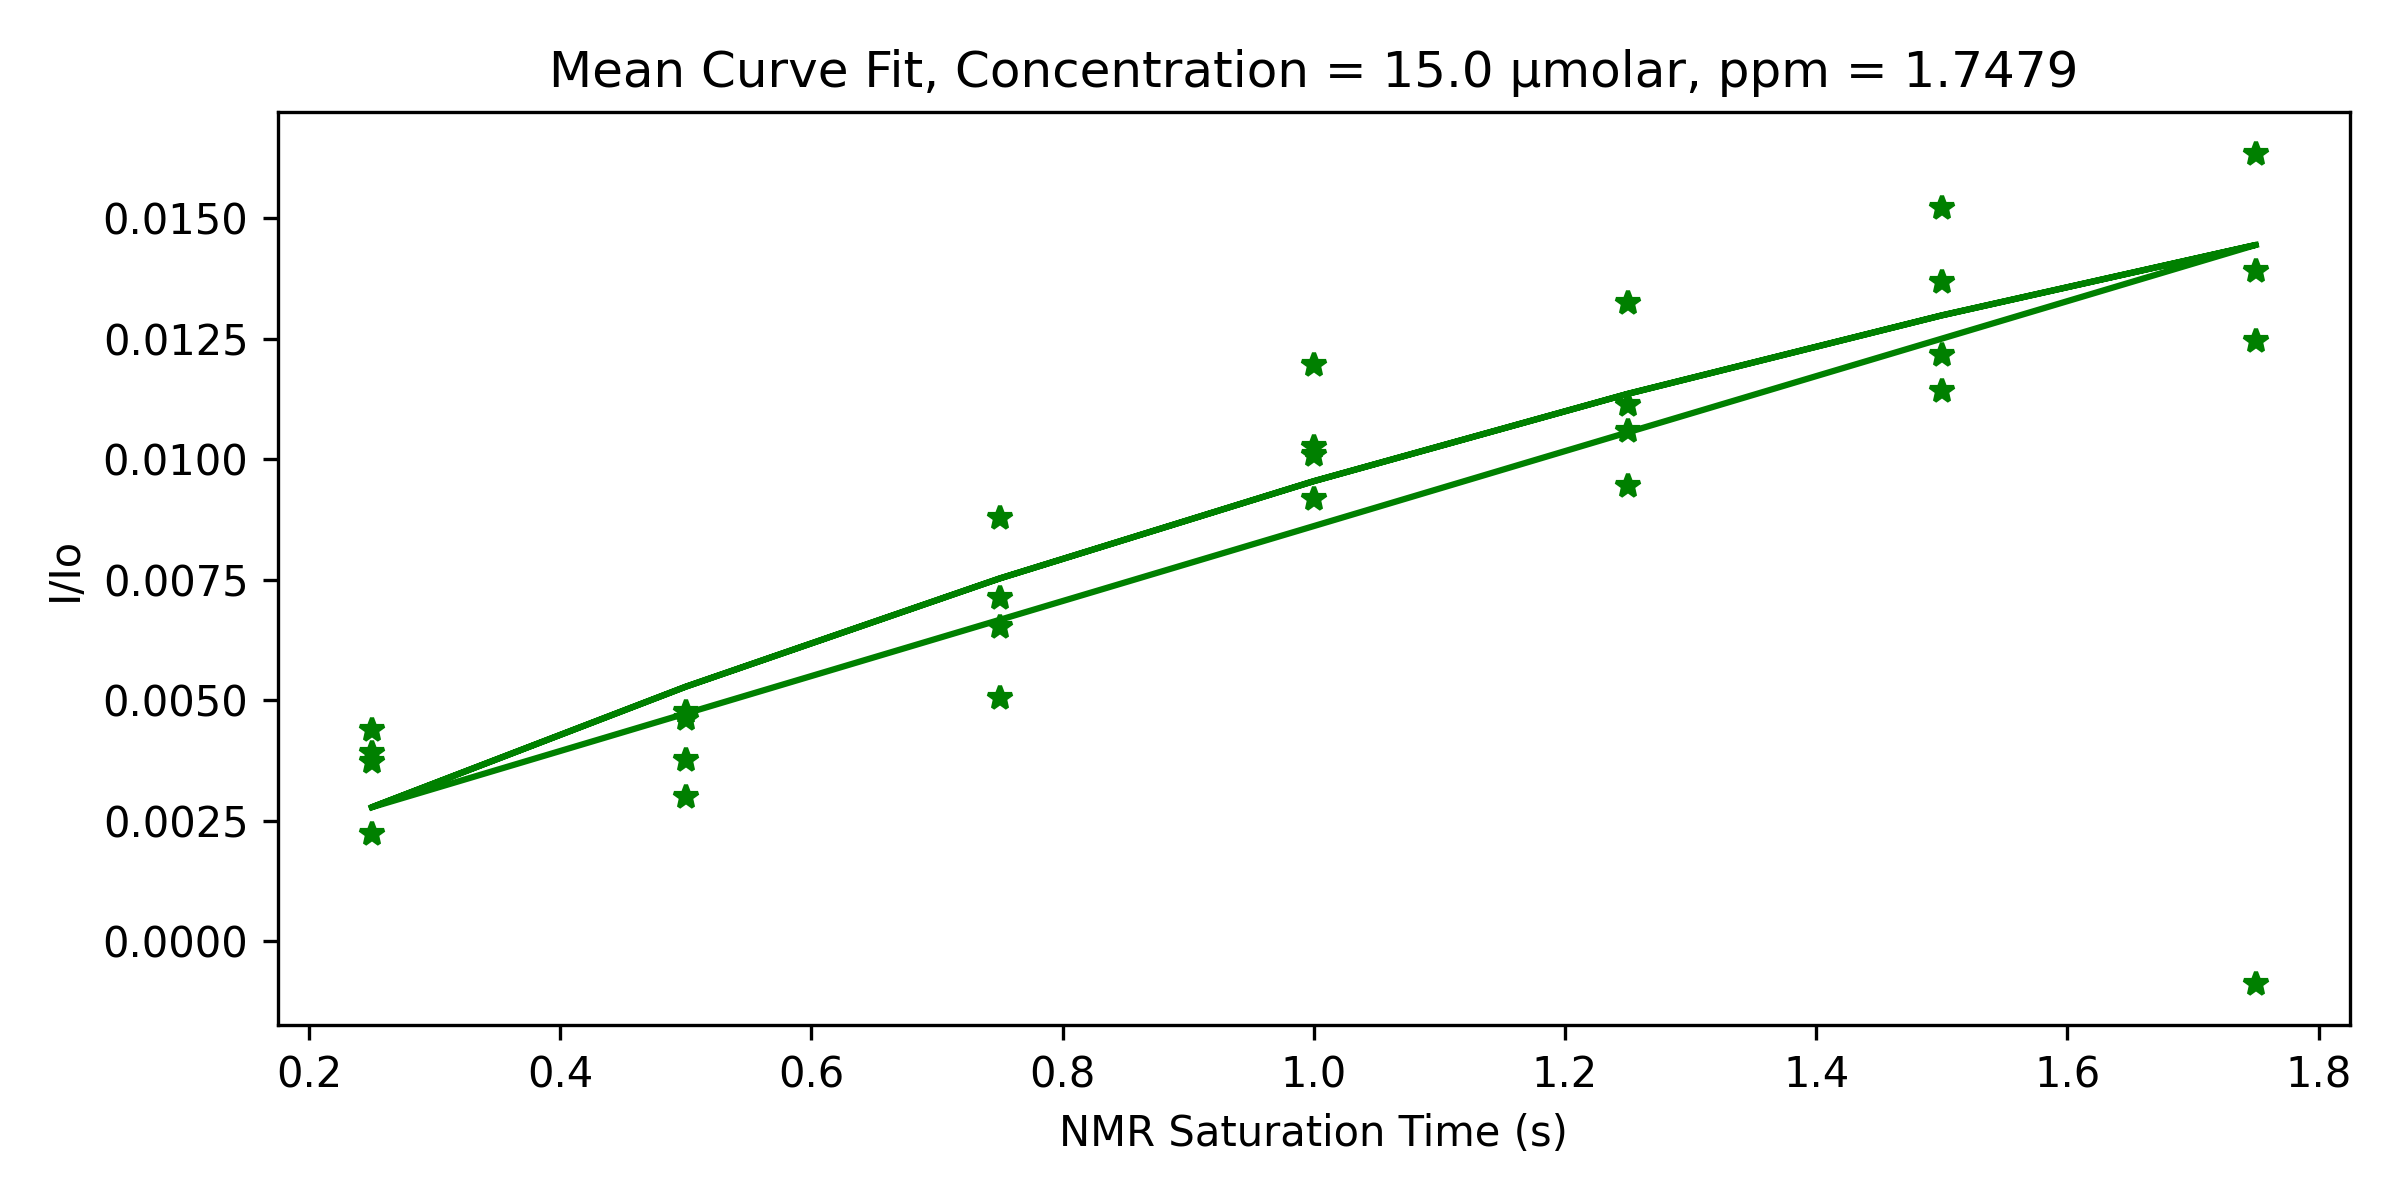 Mean Curve Fit, Concentration = 15.0 µmolar, ppm = 1.7479
I/Io
0.0150
0.0125
0.0100
0.0075
0.0050
0.0025
0.0000
0.2 0.4 0.6 0.8 1.0 1.2 1.4 1.6 1.8
NMR Saturation Time (s)